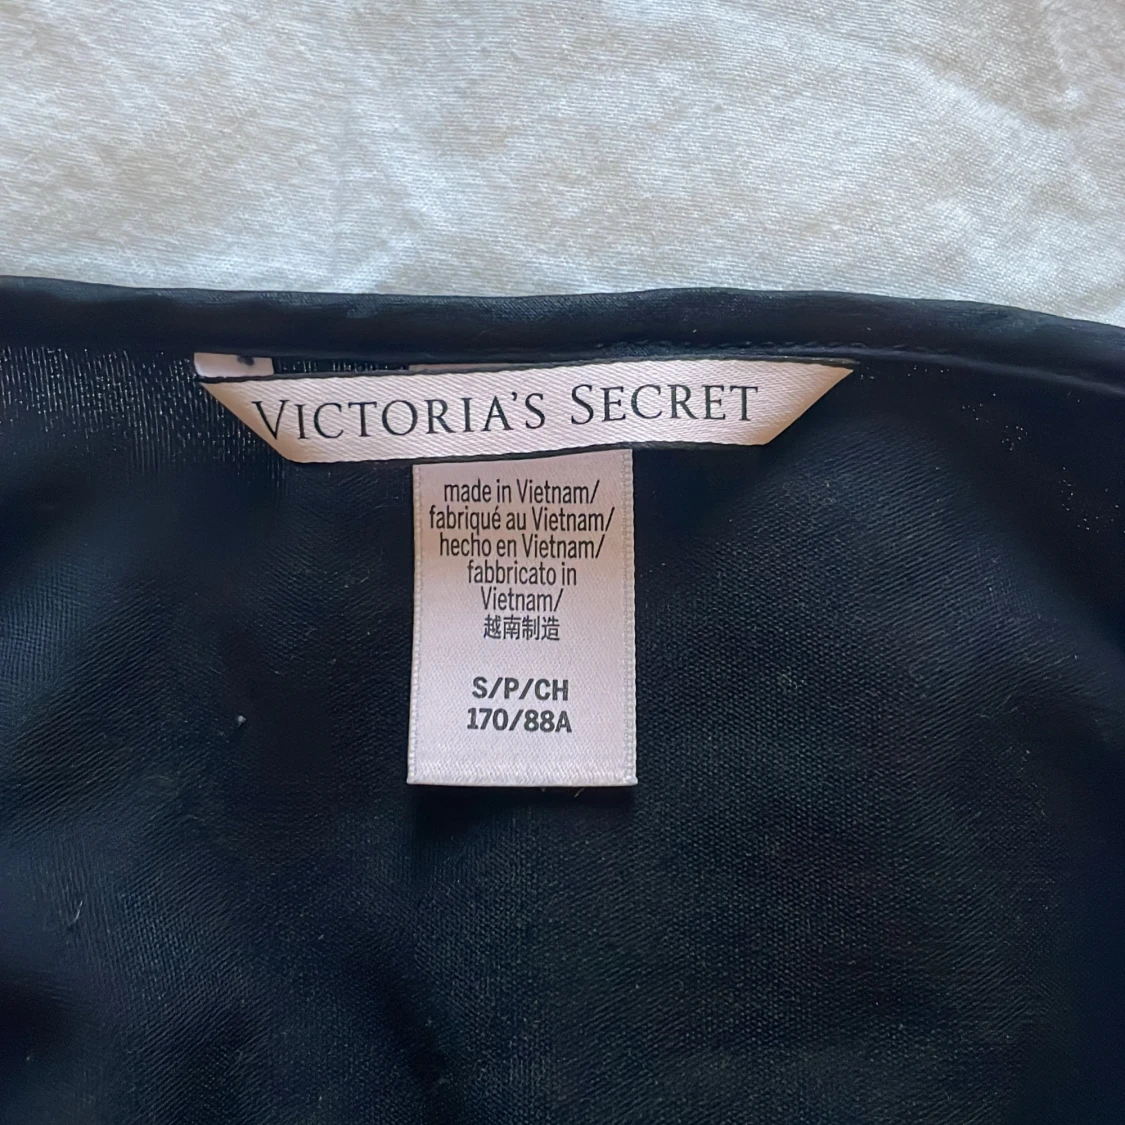 VICTORIA'S SECRET
made in Vietnam/
fabriqué au Vietnam/
hecho en Vietnam/
fabbricato in
Vietnam/
越南制造
S/P/CH
170/88A